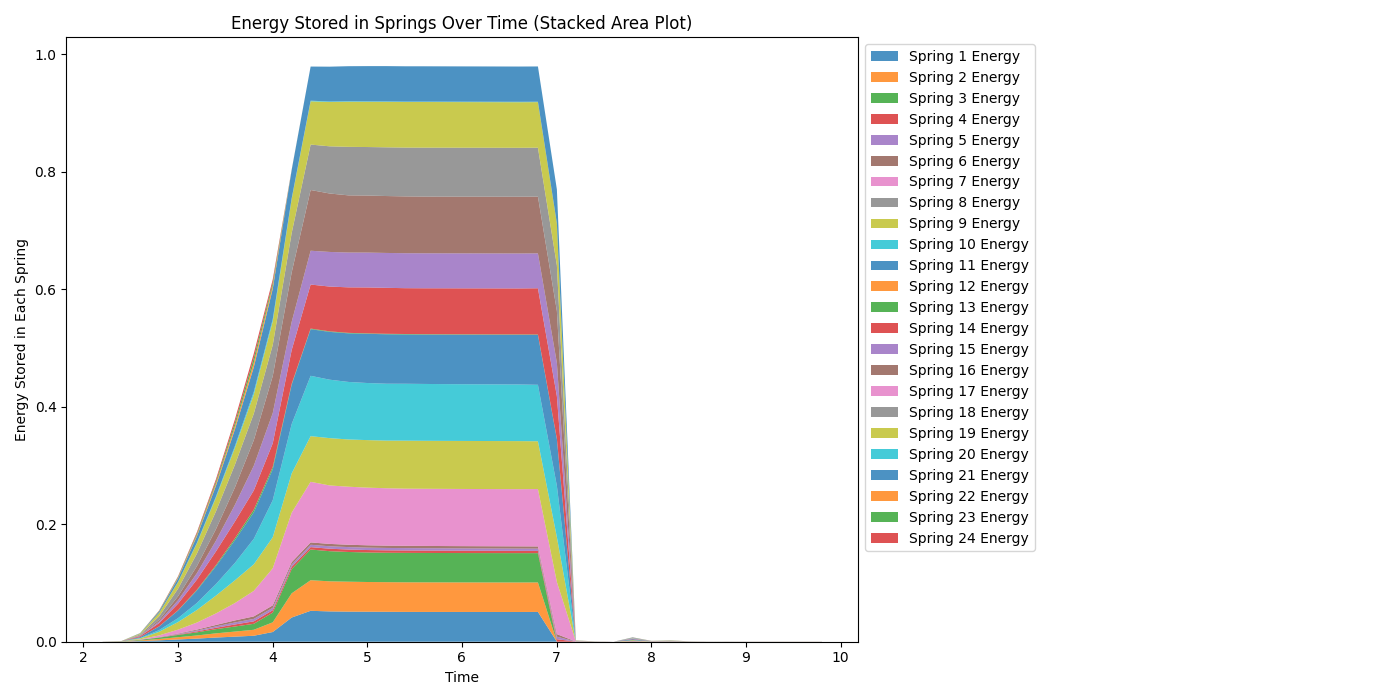 Energy Stored in Springs Over Time (Stacked Area Plot)
Energy Stored in Each Spring
1.0
0.8
0.6
0.4
0.2
0.0
2 3 4 5 6 7 8 9 10
Time
Spring 1 Energy
Spring 2 Energy
Spring 3 Energy
Spring 4 Energy
Spring 5 Energy
Spring 6 Energy
Spring 7 Energy
Spring 8 Energy
Spring 9 Energy
Spring 10 Energy
Spring 11 Energy
Spring 12 Energy
Spring 13 Energy
Spring 14 Energy
Spring 15 Energy
Spring 16 Energy
Spring 17 Energy
Spring 18 Energy
Spring 19 Energy
Spring 20 Energy
Spring 21 Energy
Spring 22 Energy
Spring 23 Energy
Spring 24 Energy